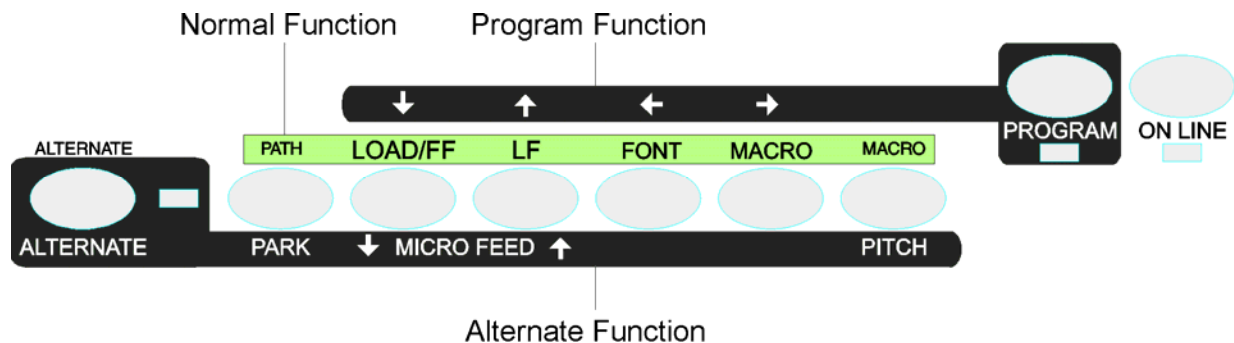 Normal Function Program Function
↓ ↑ ← →
PROGRAM ON LINE
ALTERNATE PATH LOAD/FF LF FONT MACRO MACRO
ALTERNATE PARK ↓ MICRO FEED ↑ PITCH
Alternate Function